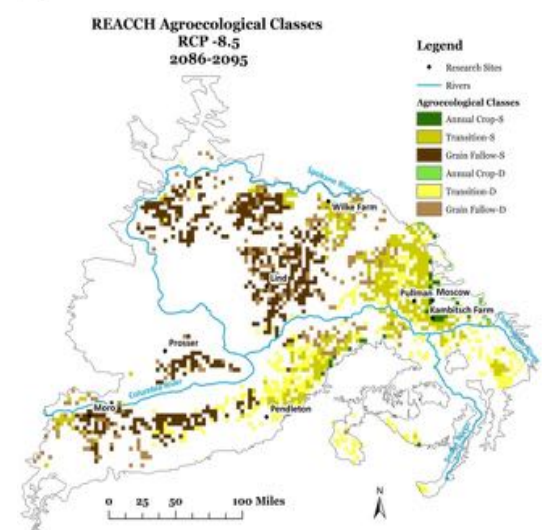 REACCH Agroecological Classes
RCP -8.5
2086-2095
Legend
Research Sites
Rivers
Agroecological Classes
Annual Crop-S
Transition-S
Grain Fallow-S
Annual Crop-D
Transition-D
Grain Fallow-D
Spokane River
Wilke Farm
Lind
Pullman Moscow
Kambitsch Farm
Prosser
Columbia River
Moro
Pendleton
0 25 50 100 Miles
N